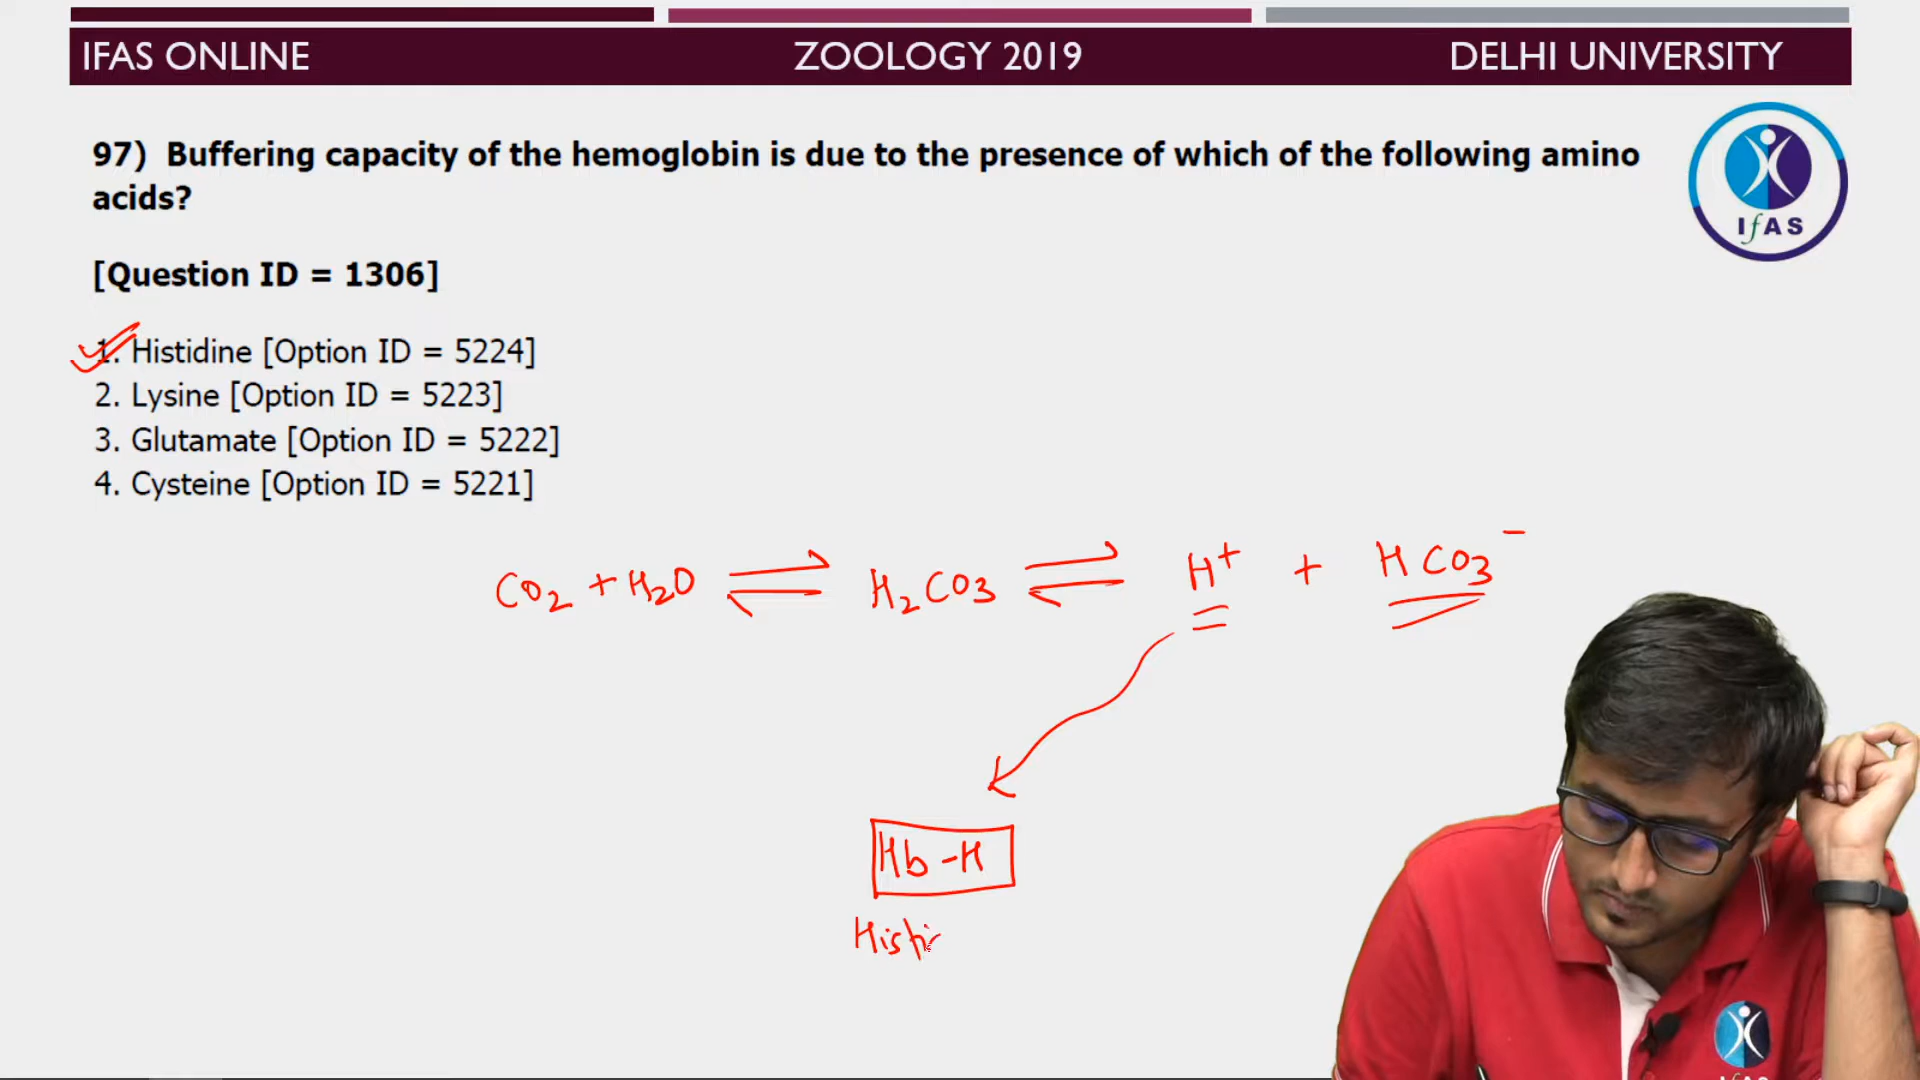 IFAS ONLINE ZOOLOGY 2019 DELHI UNIVERSITY
97) Buffering capacity of the hemoglobin is due to the presence of which of the following amino
acids?
IfAS
[Question ID = 1306]
1. Histidine [Option ID = 5224]
2. Lysine [Option ID = 5223]
3. Glutamate [Option ID = 5222]
4. Cysteine [Option ID = 5221]
CO2 + H2O ⇌ H2CO3 ⇌ H+ + HCO3-
Hb-H
IfAS